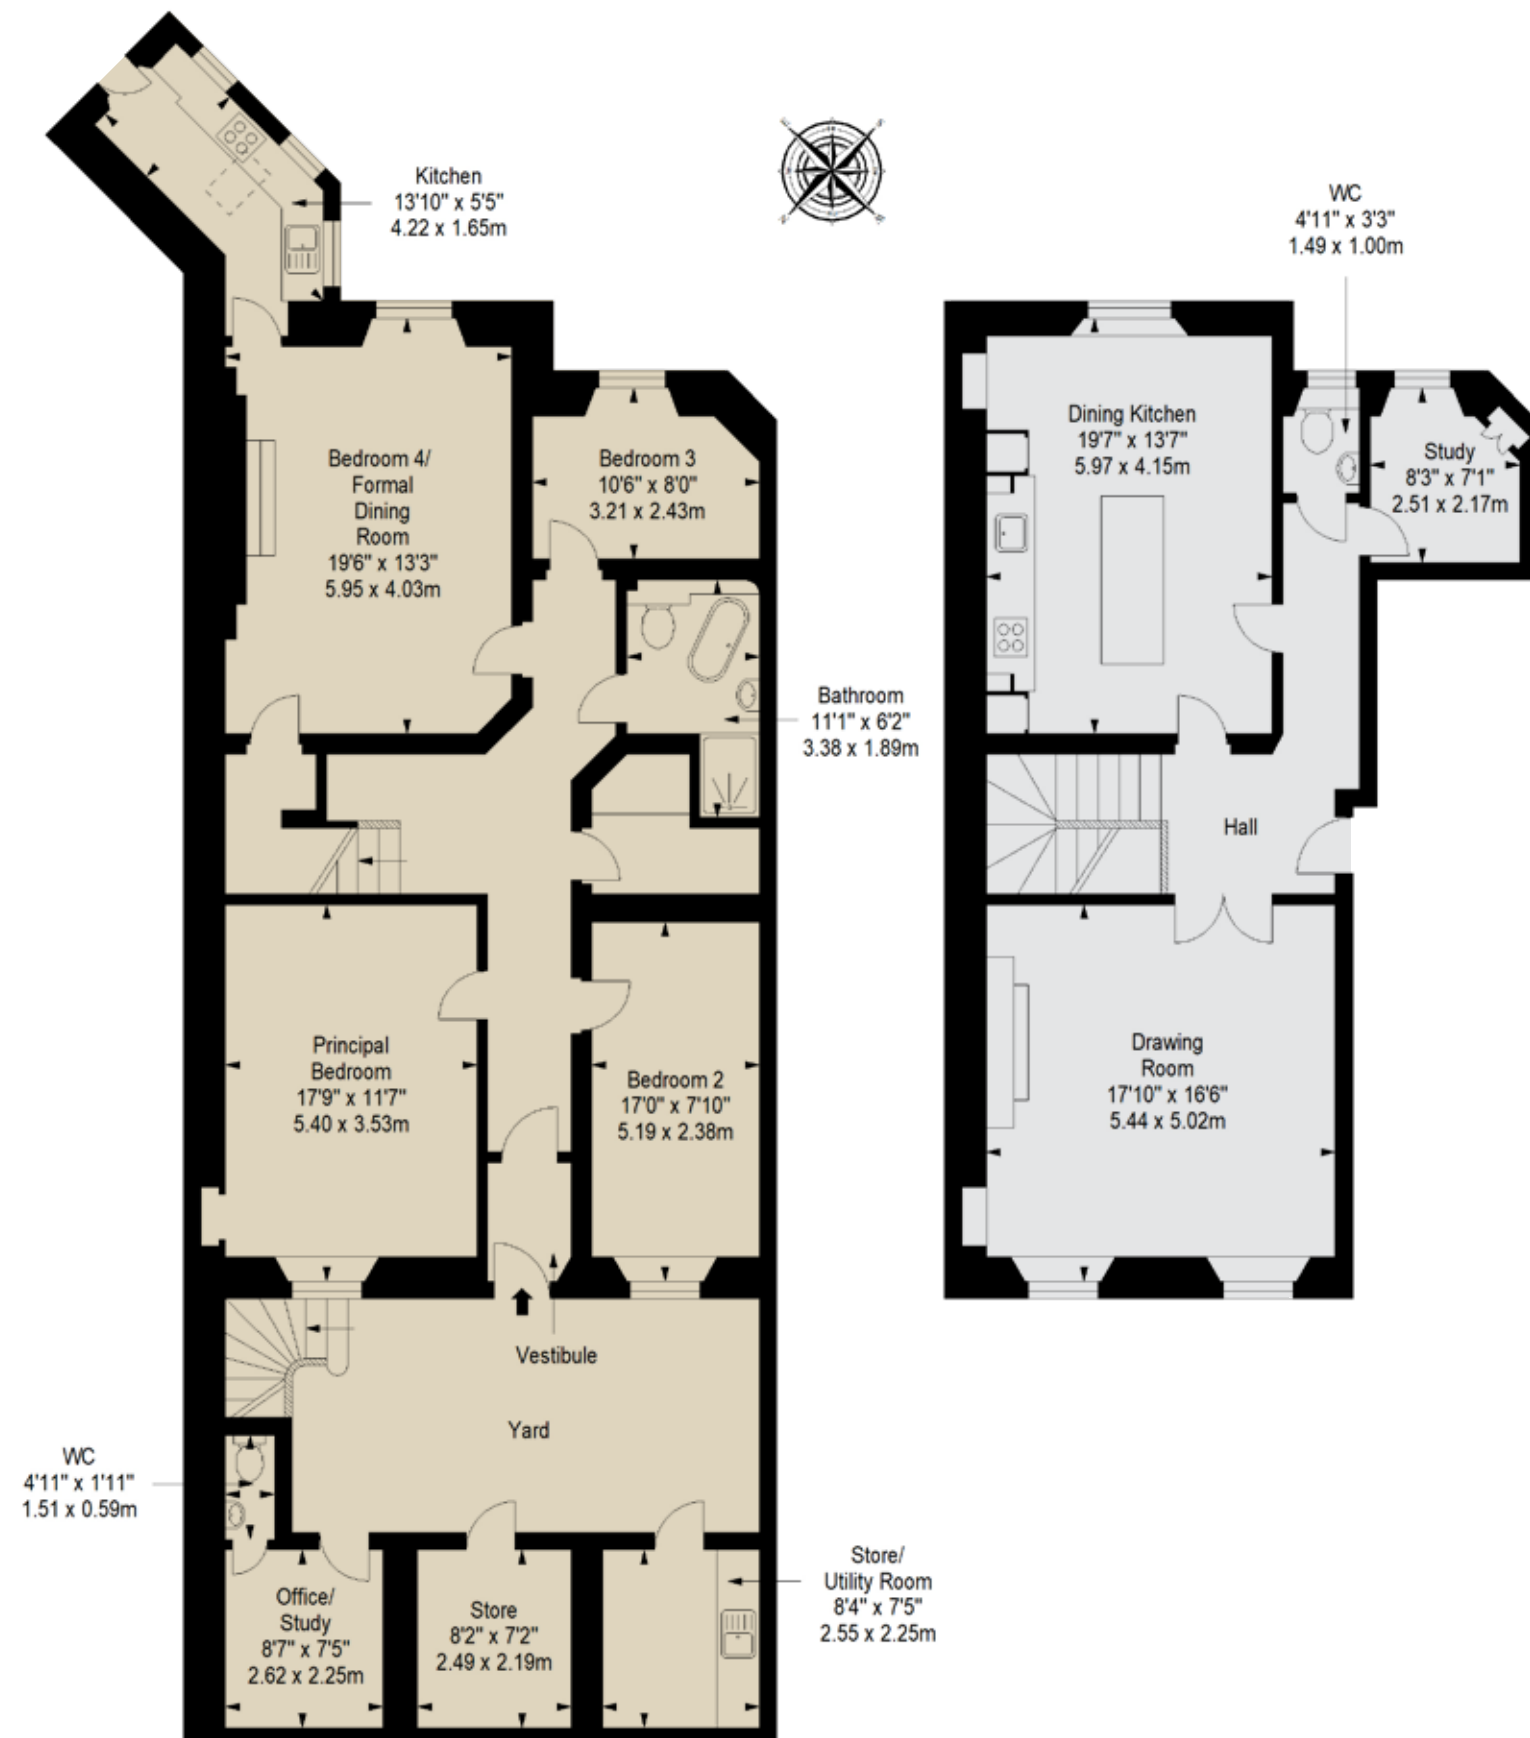 Kitchen
13'10" x 5'5"
4.22 x 1.65m
WC
4'11" x 3'3"
1.49 x 1.00m
Bedroom 4/
Formal
Dining
Room
19'6" x 13'3"
5.95 x 4.03m
Bedroom 3
10'6" x 8'0"
3.21 x 2.43m
Dining Kitchen
19'7" x 13'7"
5.97 x 4.15m
Study
8'3" x 7'1"
2.51 x 2.17m
Bathroom
11'1" x 6'2"
3.38 x 1.89m
Hall
Principal
Bedroom
17'9" x 11'7"
5.40 x 3.53m
Bedroom 2
17'0" x 7'10"
5.19 x 2.38m
Drawing
Room
17'10" x 16'6"
5.44 x 5.02m
Vestibule
Yard
WC
4'11" x 1'11"
1.51 x 0.59m
Office/
Study
8'7" x 7'5"
2.62 x 2.25m
Store
8'2" x 7'2"
2.49 x 2.19m
Store/
Utility Room
8'4" x 7'5"
2.55 x 2.25m